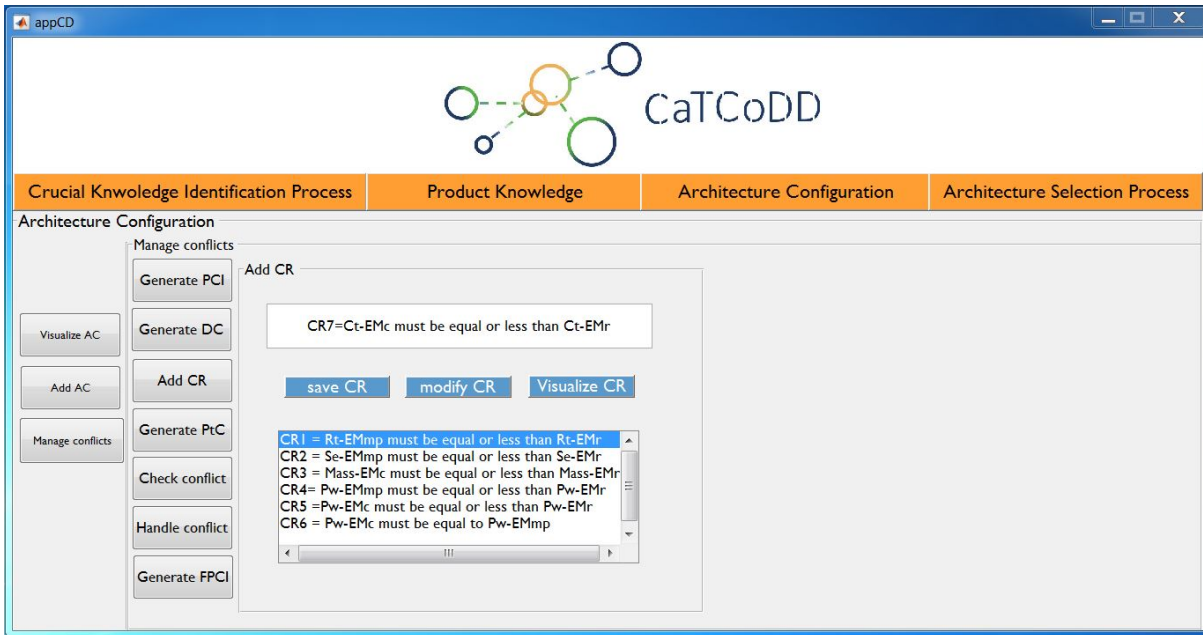 appCD
CaTCoDD
Crucial Knwoledge Identification Process
Product Knowledge
Architecture Configuration
Architecture Selection Process
Architecture Configuration
Manage conflicts
Visualize AC
Add AC
Manage conflicts
Generate PCI
Generate DC
Add CR
Generate PtC
Check conflict
Handle conflict
Generate FPCI
Add CR
CR7=Ct-EMc must be equal or less than Ct-EMr
save CR
modify CR
Visualize CR
CR1 = Rt-EMmp must be equal or less than Rt-EMr
CR2 = Se-EMmp must be equal or less than Se-EMr
CR3 = Mass-EMc must be equal or less than Mass-EMr
CR4= Pw-EMmp must be equal or less than Pw-EMr
CR5 =Pw-EMc must be equal or less than Pw-EMr
CR6 = Pw-EMc must be equal to Pw-EMmp